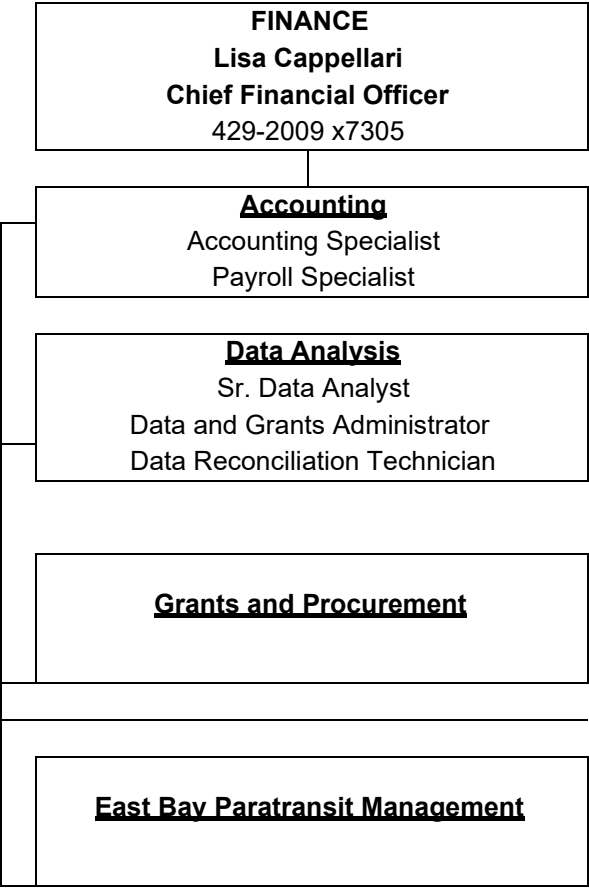 FINANCE
Lisa Cappellari
Chief Financial Officer
429-2009 x7305
Accounting
Accounting Specialist
Payroll Specialist
Data Analysis
Sr. Data Analyst
Data and Grants Administrator
Data Reconciliation Technician
Grants and Procurement
East Bay Paratransit Management